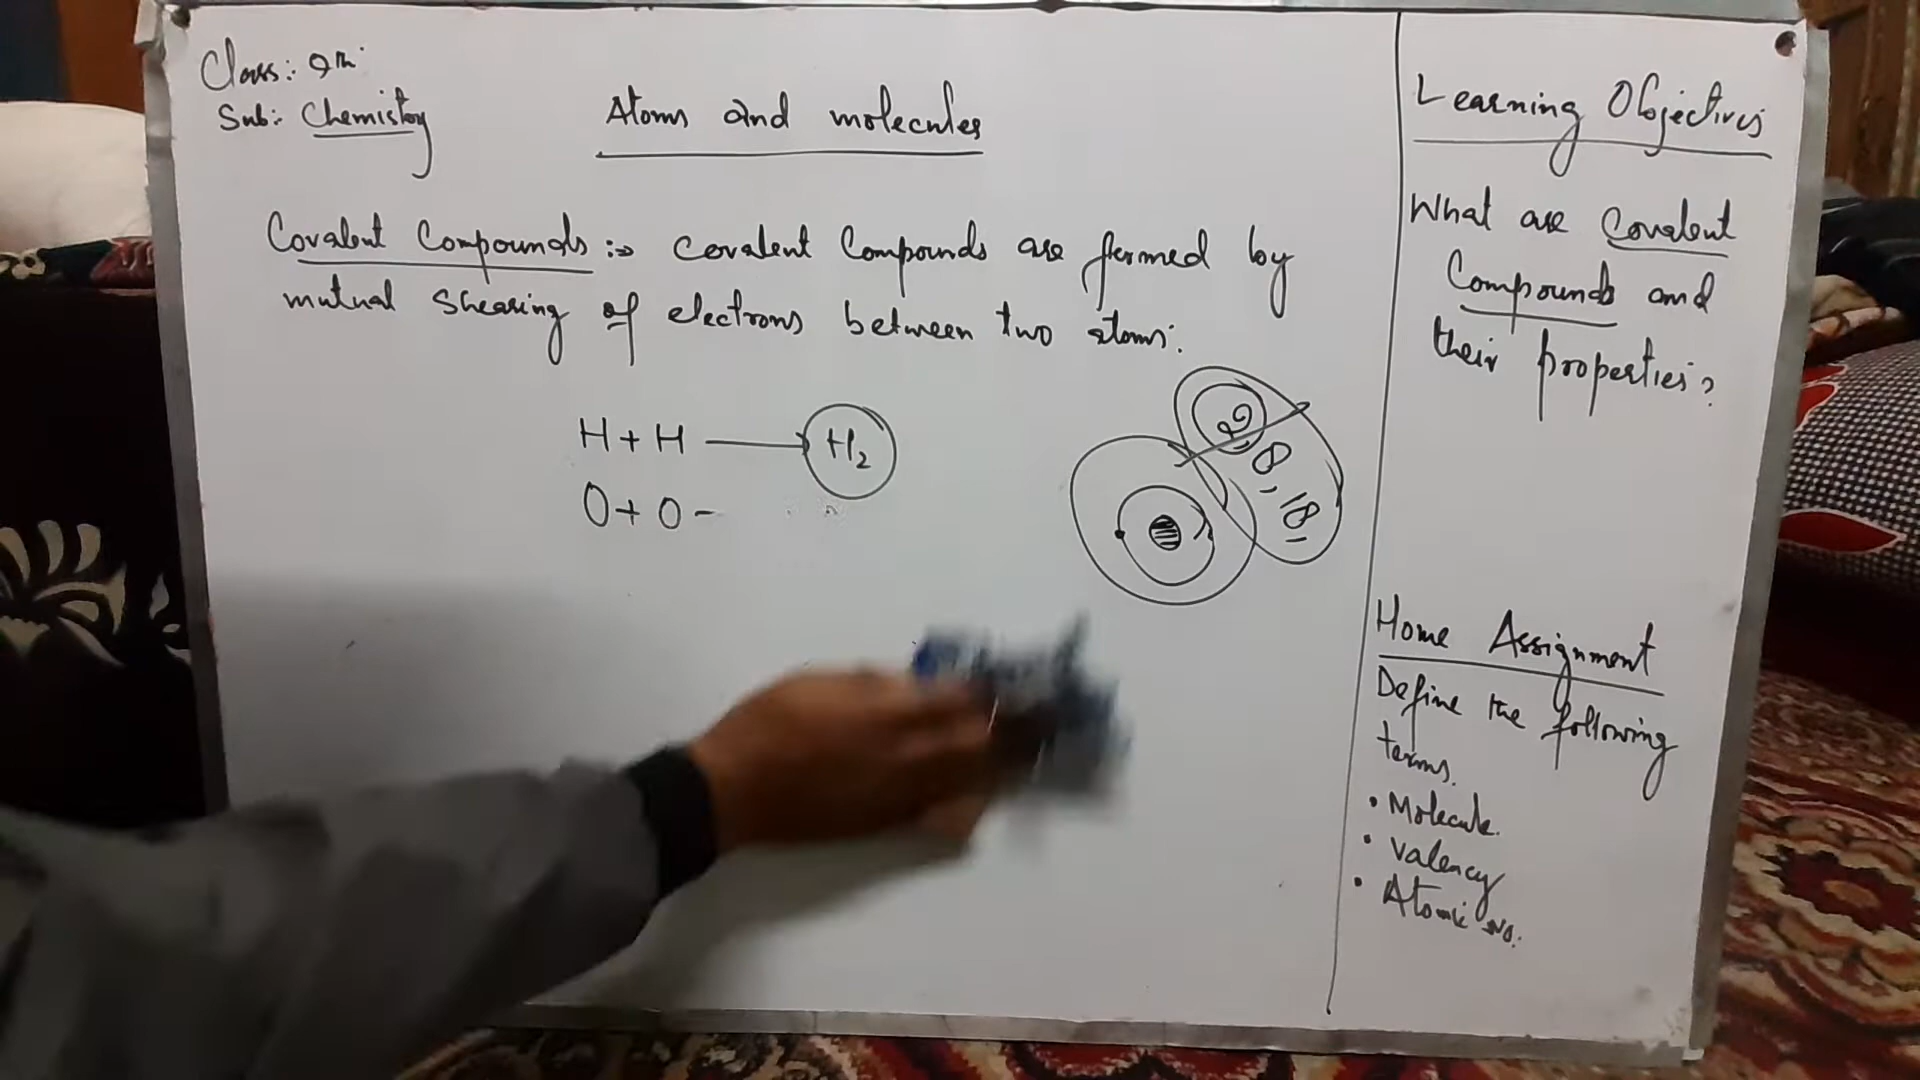 Class: 9th
Sub: Chemistry
Atoms and molecules
Covalent Compounds :⇒ Covalent Compounds are formed by
mutual shearing of electrons between two atoms.
H + H ⟶ H₂
O + O -
2, 8, 18,
Learning Objectives
What are Covalent
Compounds and
their properties?
Home Assignment
Define the following
terms.
• Molecule.
• Valency
• Atomic No.